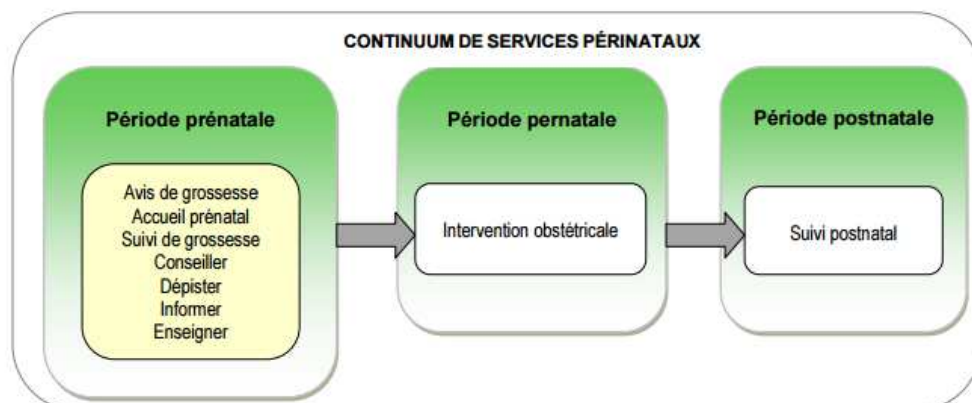 CONTINUUM DE SERVICES PÉRINATAUX
Période prénatale
Avis de grossesse
Accueil prénatal
Suivi de grossesse
Conseiller
Dépister
Informer
Enseigner
Période pernatale
Intervention obstétricale
Période postnatale
Suivi postnatal